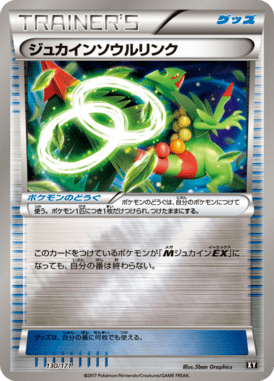 TRAINER'S
グッズ
ジュカインソウルリンク
ポケモンのどうぐ
ポケモンのどうぐは、自分のポケモンにつけて
使う。ポケモン1匹につき1枚だけつけられ、つけたままにする。
このカードをつけているポケモンが「MジュカインEX」に
なっても、自分の番は終わらない。
グッズは、自分の番に何枚でも使える。
130/171
Illus.5ban Graphics
XY
©2017 Pokémon/Nintendo/Creatures/GAME FREAK.